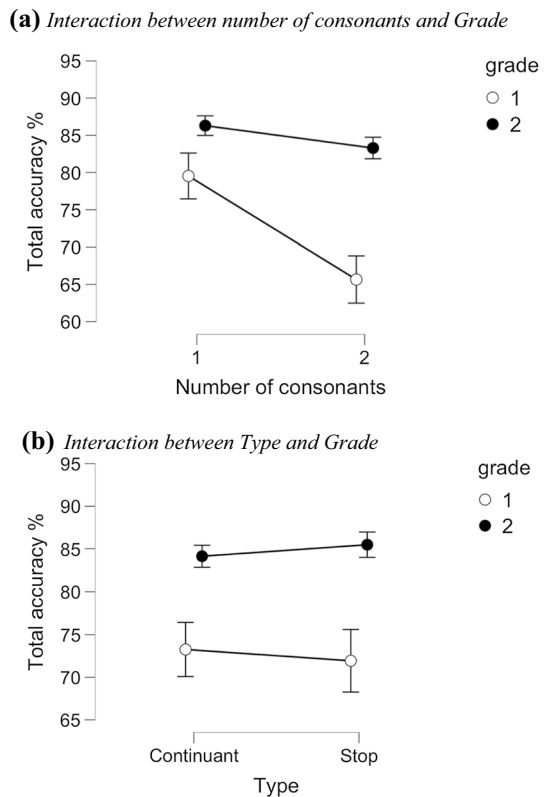 (a) Interaction between number of consonants and Grade
95
90
85
80
75
70
65
60
Total accuracy %
grade
1
2
1
2
Number of consonants
(b) Interaction between Type and Grade
95
90
85
80
75
70
65
Total accuracy %
grade
1
2
Continuant
Stop
Type